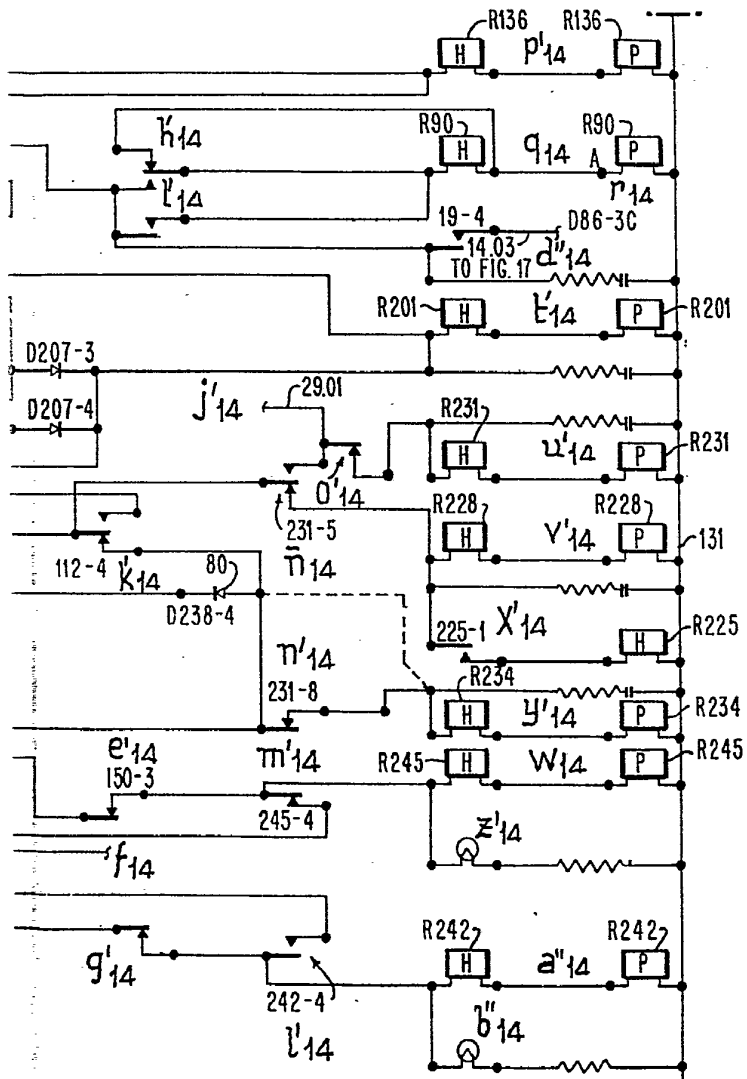 R136 R136
H p'14 P
h'14 R90 R90
H q14 A P
l'14 r14
19-4 D86-3C
14.03 d"14
TO FIG. 17
R201 H t'14 P R201
D207-3
j'14 29.01
D207-4 R231
H u'14 P R231
o'14
231-5 R228 R228
n̄14 H v'14 P 131
112-4 k'14 80
D238-4
225-1 x'14 R225
H
n'14 R234
231-8 H y'14 P R234
e'14 m'14 R245 H w14 P R245
150-3
245-4 z'14
f14
R242 R242
g'14 H a"14 P
242-4
l'14 b"14